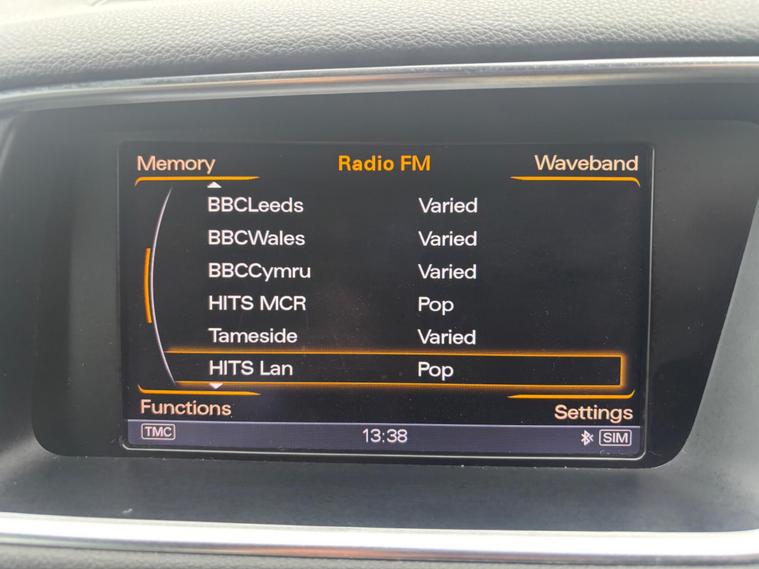 Memory Radio FM Waveband
BBCLeeds Varied
BBCWales Varied
BBCCymru Varied
HITS MCR Pop
Tameside Varied
HITS Lan Pop
Functions Settings
TMC 13:38 SIM